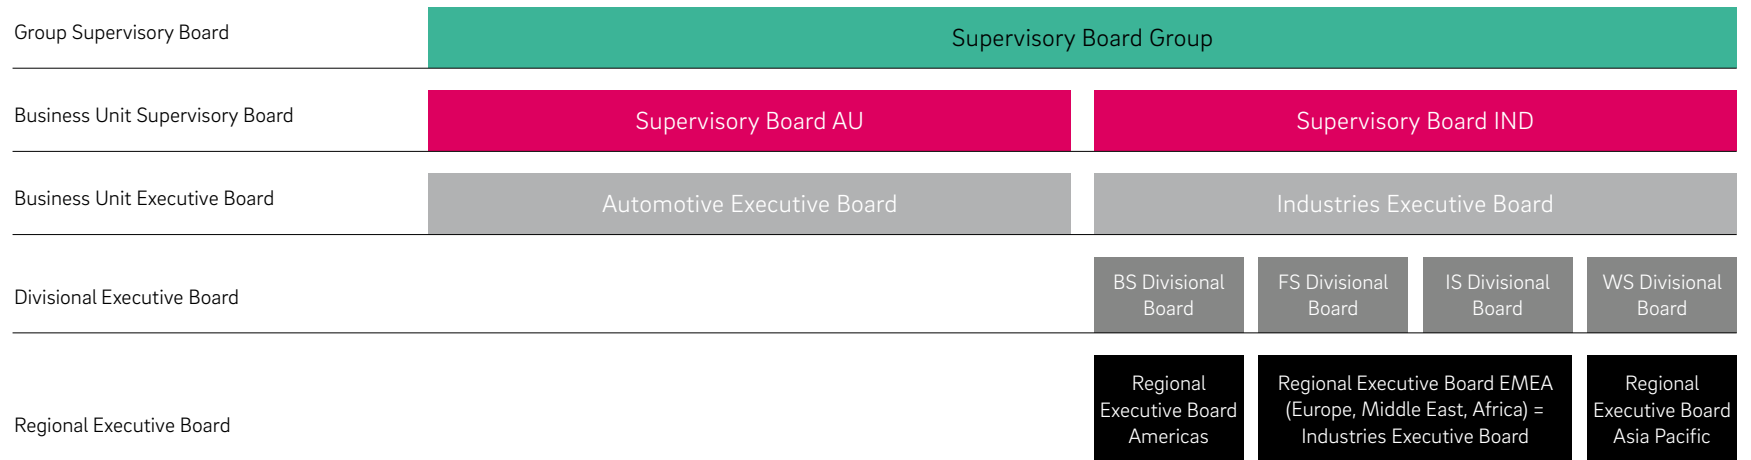 Group Supervisory Board
Supervisory Board Group
Business Unit Supervisory Board
Supervisory Board AU
Supervisory Board IND
Business Unit Executive Board
Automotive Executive Board
Industries Executive Board
Divisional Executive Board
BS Divisional
Board
FS Divisional
Board
IS Divisional
Board
WS Divisional
Board
Regional Executive Board
Regional
Executive Board
Americas
Regional Executive Board EMEA
(Europe, Middle East, Africa) =
Industries Executive Board
Regional
Executive Board
Asia Pacific